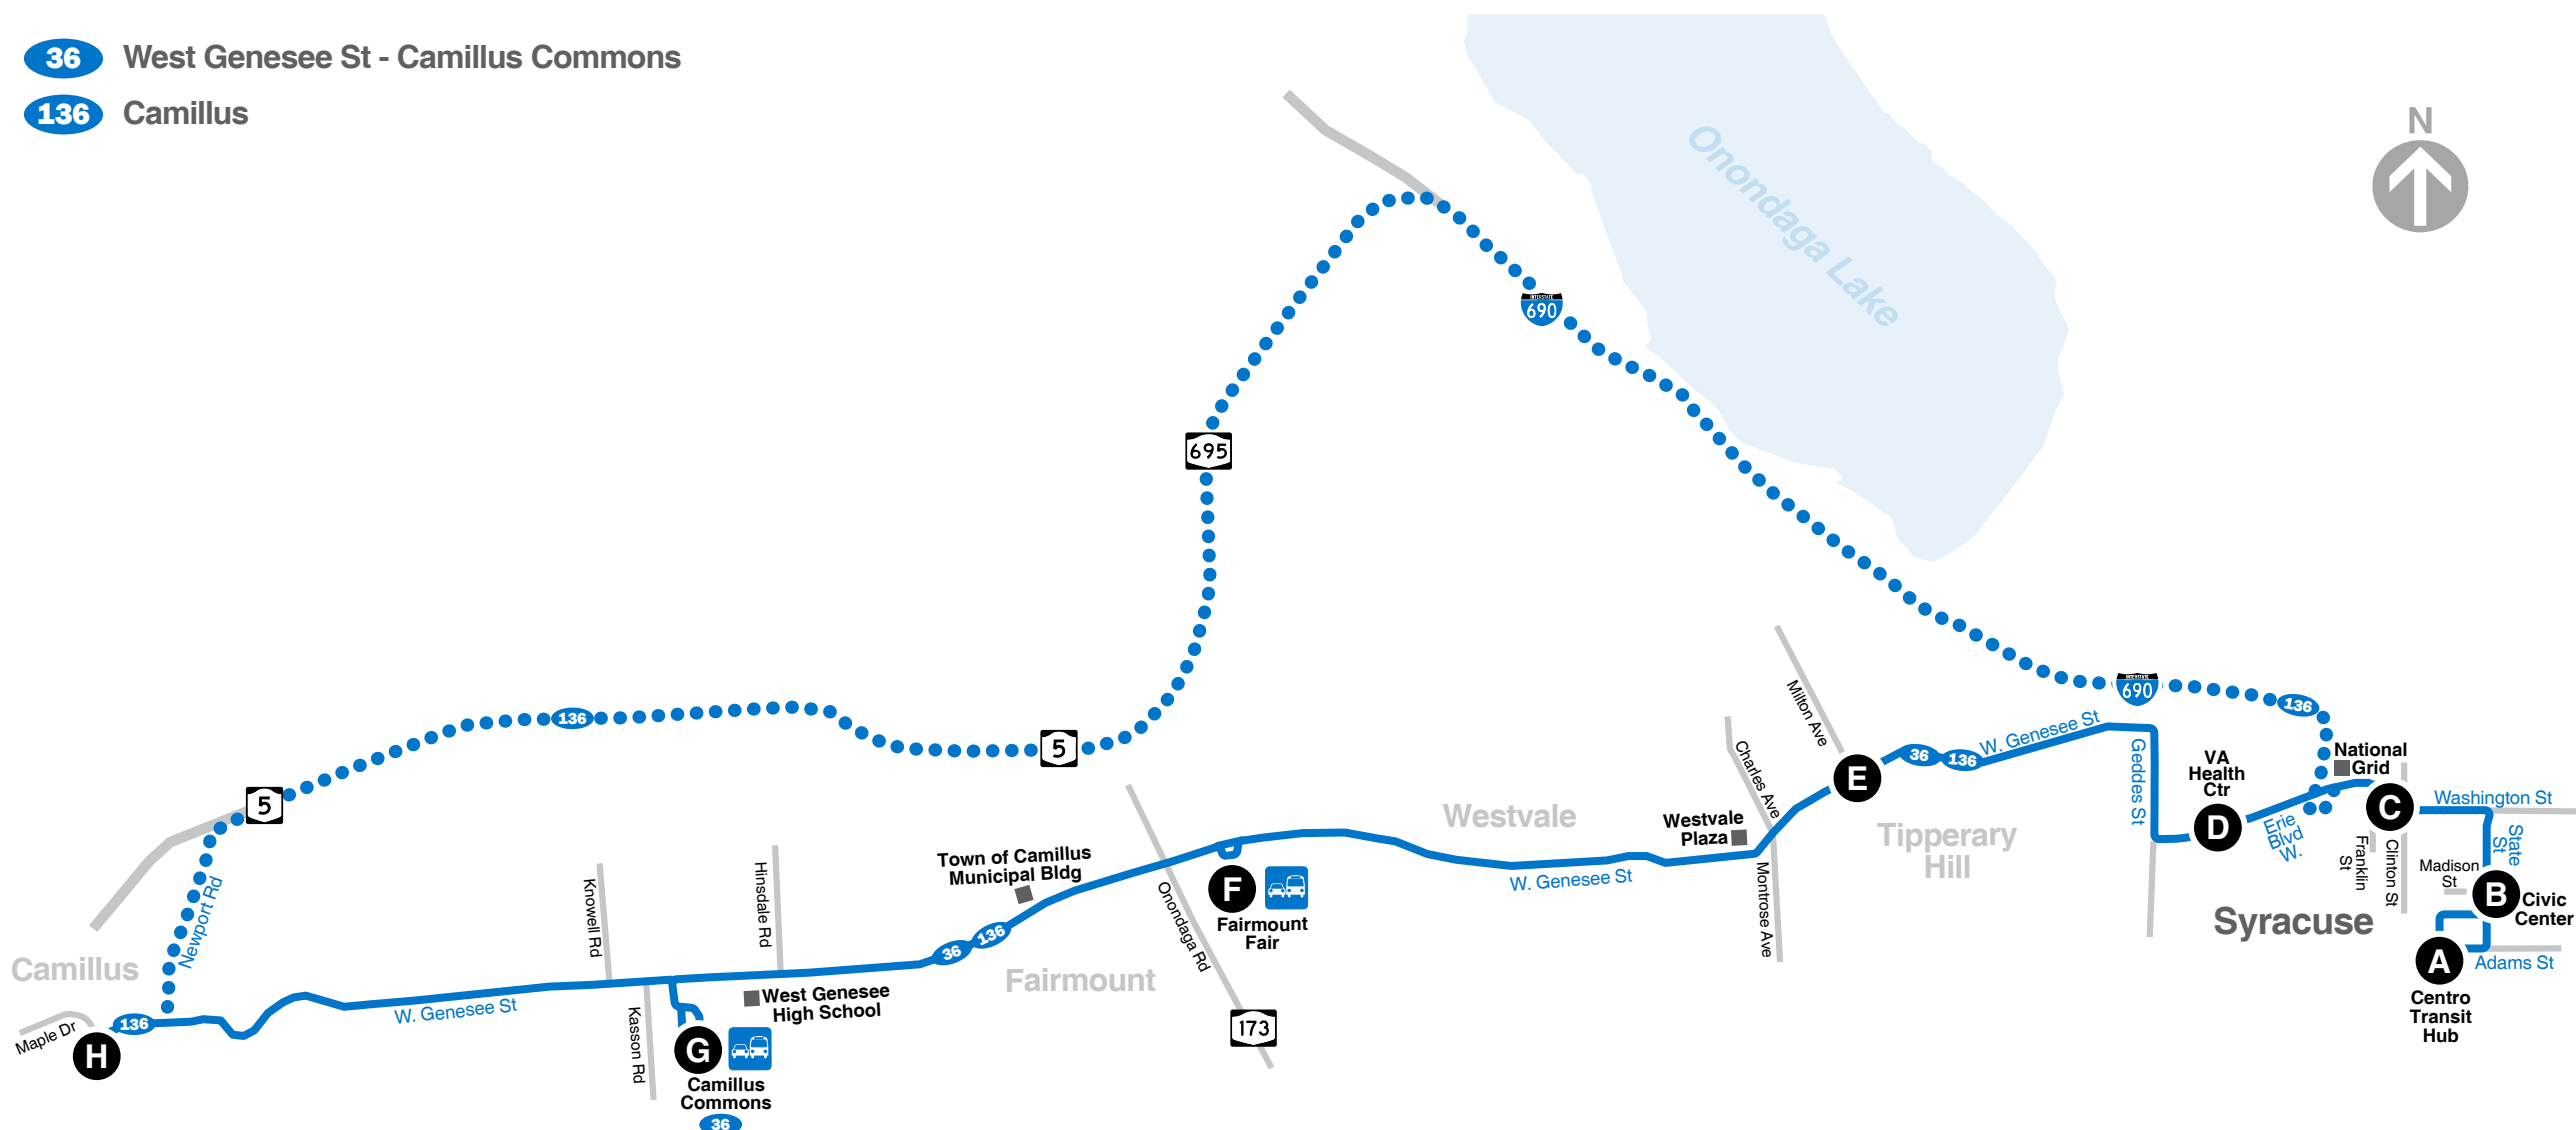 36 West Genesee St - Camillus Commons
136 Camillus
N
Onondaga Lake
INTERSTATE
690
695
136
5
5
Newport Rd
Camillus
Maple Dr
136
H
W. Genesee St
Knowell Rd
Kasson Rd
Hinsdale Rd
West Genesee
High School
G
Camillus
Commons
36
Town of Camillus
Municipal Bldg
36
136
Fairmount
Onondaga Rd
173
F
Fairmount
Fair
Westvale
W. Genesee St
Westvale
Plaza
Charles Ave
Milton Ave
Montrose Ave
E
36
136
W. Genesee St
Tipperary
Hill
INTERSTATE
690
136
Geddes St
VA
Health
Ctr
D
Erie
Blvd
W.
National
Grid
C
Washington St
Franklin
St
Clinton St
State
St
Madison
St
B
Civic
Center
Syracuse
A
Adams St
Centro
Transit
Hub